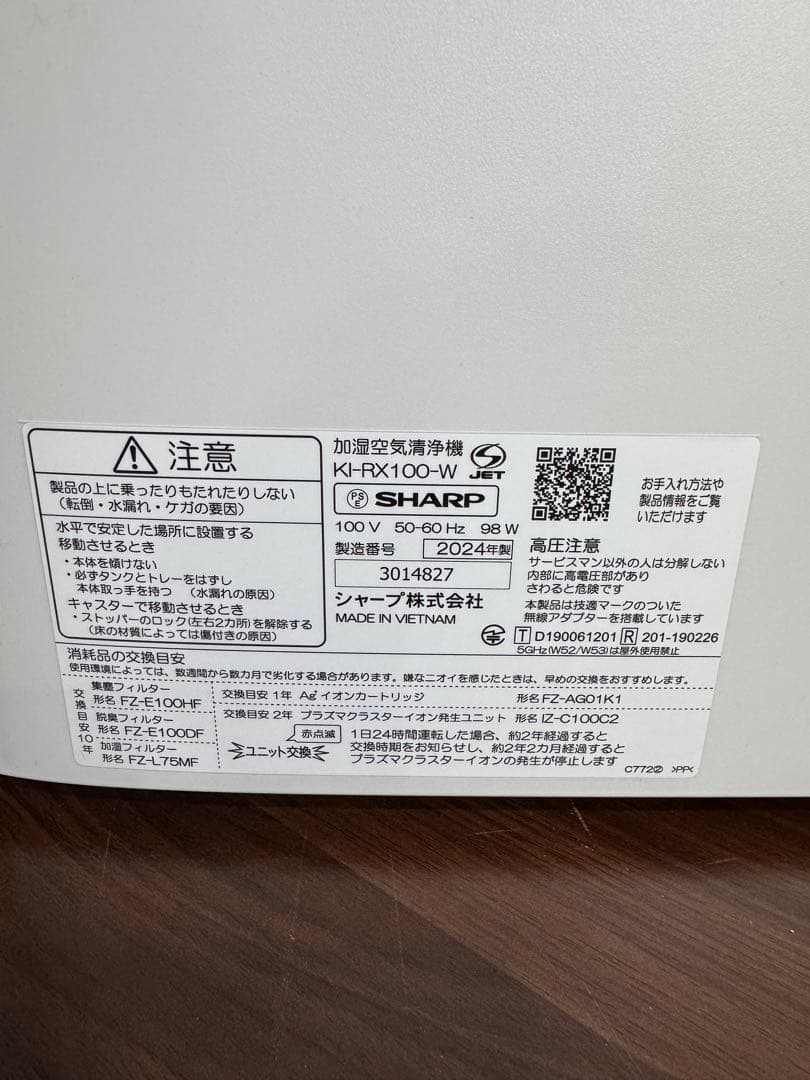 注意
製品の上に乗ったりもたれたりしない
(転倒・水漏れ・ケガの要因)
水平で安定した場所に設置する
移動させるとき
・本体を傾けない
・必ずタンクとトレーをはずし
本体取っ手を持つ (水漏れの原因)
キャスターで移動させるとき
・ストッパーのロック(左右2カ所)を解除する
(床の材質によっては傷付きの原因)
加湿空気清浄機
KI-RX100-W
JET
PSE SHARP
100 V 50-60 Hz 98 W
製造番号 2024年製
3014827
シャープ株式会社
MADE IN VIETNAM
お手入れ方法や
製品情報をご覧
いただけます
高圧注意
サービスマン以外の人は分解しない
内部に高電圧部があり
さわると危険です
本製品は技適マークのついた
無線アダプターを搭載しています
T D190061201 R 201-190226
5GHz(W52/W53)は屋外使用禁止
消耗品の交換目安
使用環境によっては、数週間から数カ月で劣化する場合があります。嫌なニオイを感じたときは、早めの交換をおすすめします。
交換目安10年
集塵フィルター
形名 FZ-E100HF
脱臭フィルター
形名 FZ-E100DF
加湿フィルター
形名 FZ-L75MF
交換目安 1年 Ag+イオンカートリッジ 形名 FZ-AG01K1
交換目安 2年 プラズマクラスターイオン発生ユニット 形名 IZ-C100C2
赤点滅
ユニット交換
1日24時間運転した場合、約2年経過すると
交換時期をお知らせし、約2年2カ月経過すると
プラズマクラスターイオンの発生が停止します
C772② >PP<